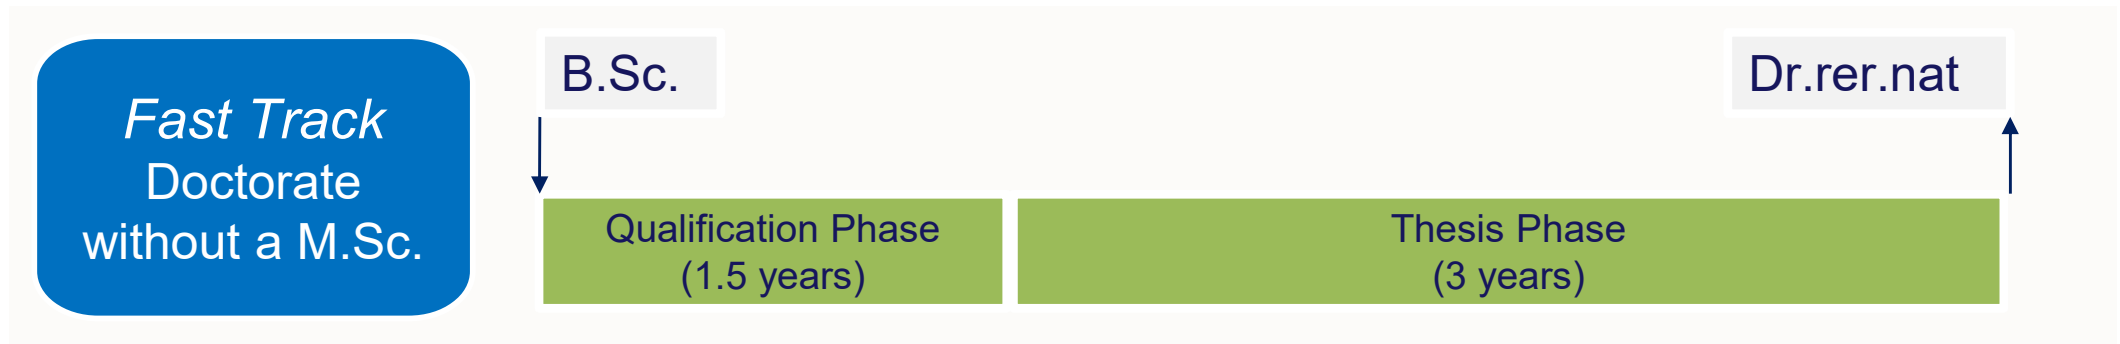 Fast Track
Doctorate
without a M.Sc.
B.Sc.
Dr.rer.nat
Qualification Phase
(1.5 years)
Thesis Phase
(3 years)